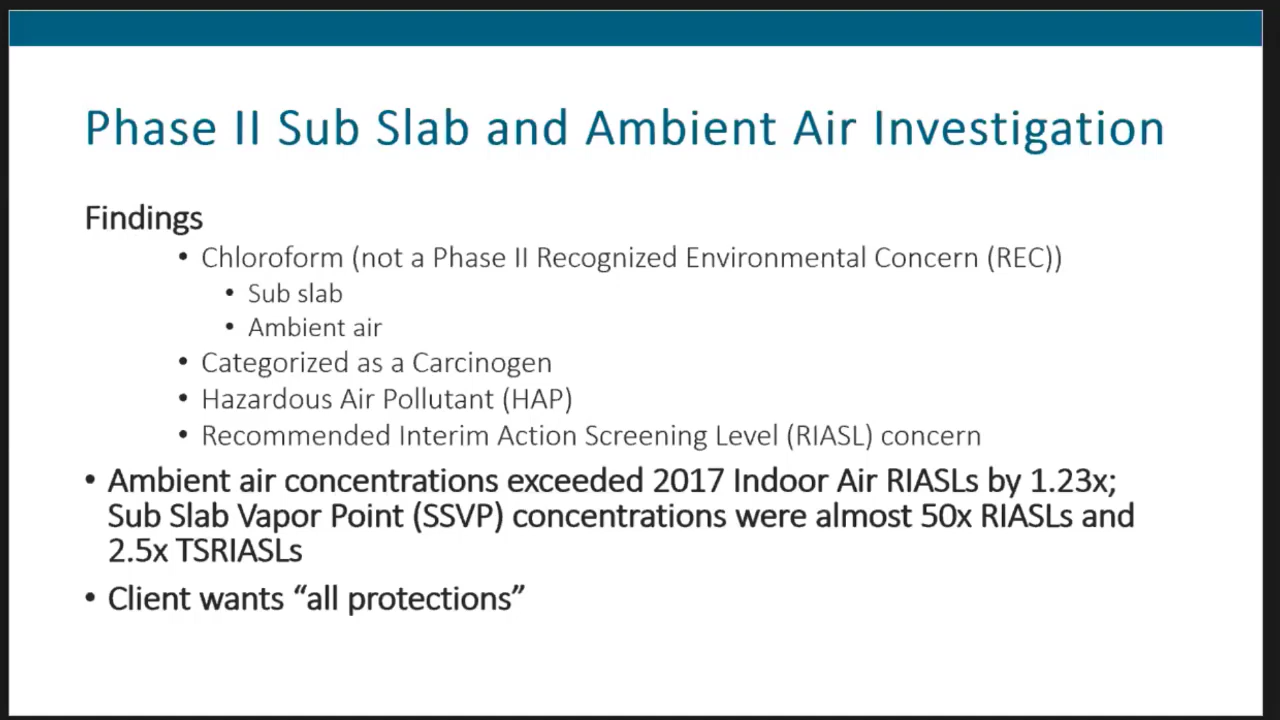 Phase II Sub Slab and Ambient Air Investigation
Findings
• Chloroform (not a Phase II Recognized Environmental Concern (REC))
• Sub slab
• Ambient air
• Categorized as a Carcinogen
• Hazardous Air Pollutant (HAP)
• Recommended Interim Action Screening Level (RIASL) concern
• Ambient air concentrations exceeded 2017 Indoor Air RIASLs by 1.23x;
Sub Slab Vapor Point (SSVP) concentrations were almost 50x RIASLs and
2.5x TSRIASLs
• Client wants “all protections”